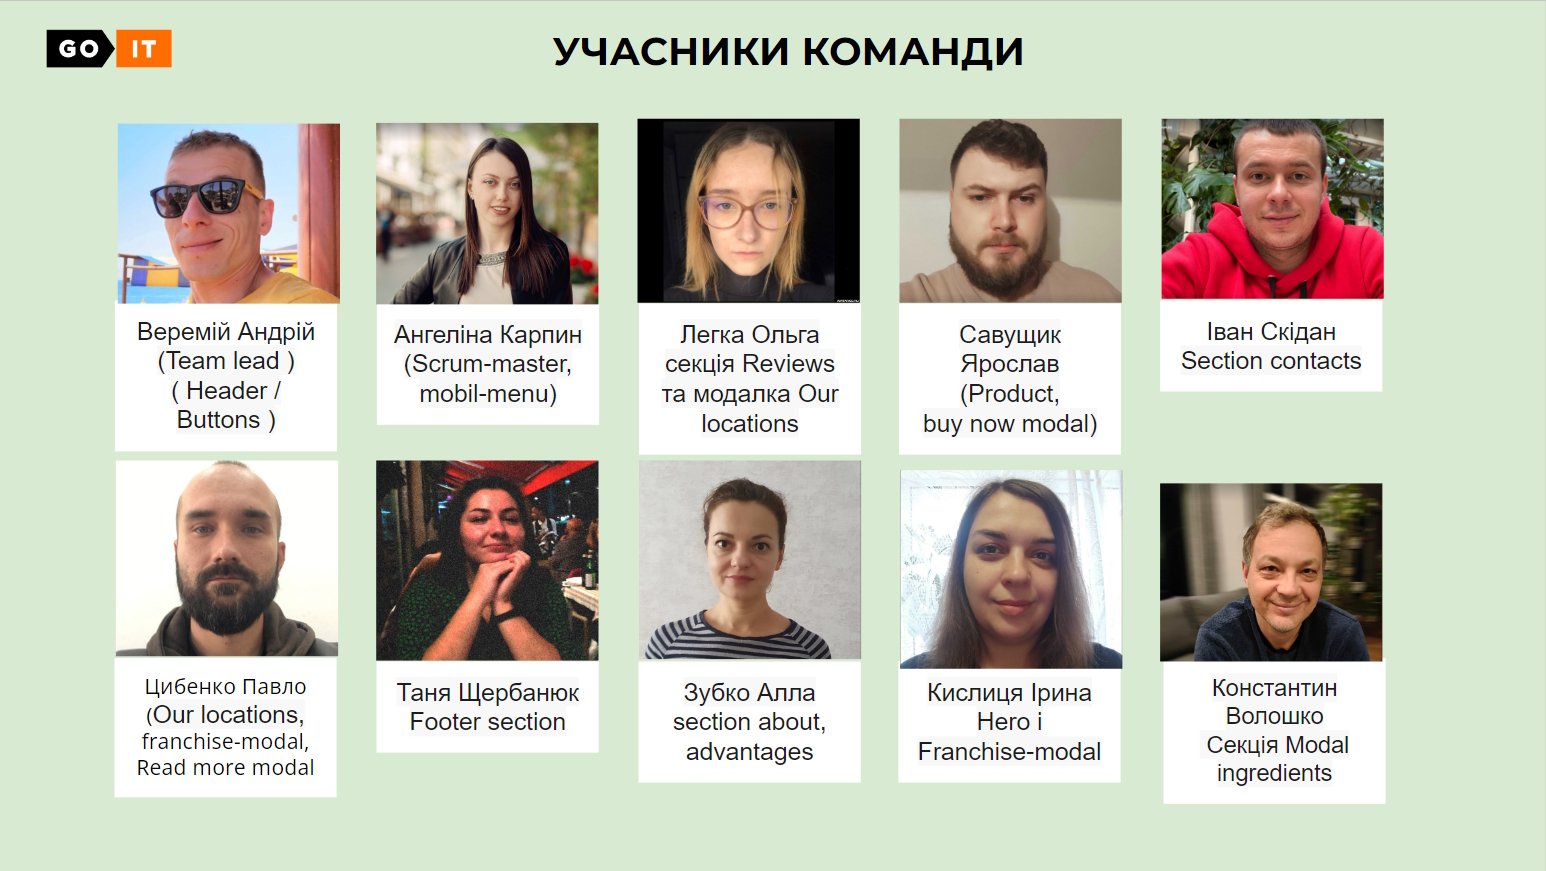 GO IT
УЧАСНИКИ КОМАНДИ
Веремій Андрій
(Team lead )
( Header /
Buttons )
Ангеліна Карпин
(Scrum-master,
mobil-menu)
Легка Ольга
секція Reviews
та модалка Our
locations
Савущик
Ярослав
(Product,
buy now modal)
Іван Скідан
Section contacts
Цибенко Павло
(Our locations,
franchise-modal,
Read more modal
Таня Щербанюк
Footer section
Зубко Алла
section about,
advantages
Кислиця Ірина
Hero і
Franchise-modal
Константин
Волошко
Секція Modal
ingredients